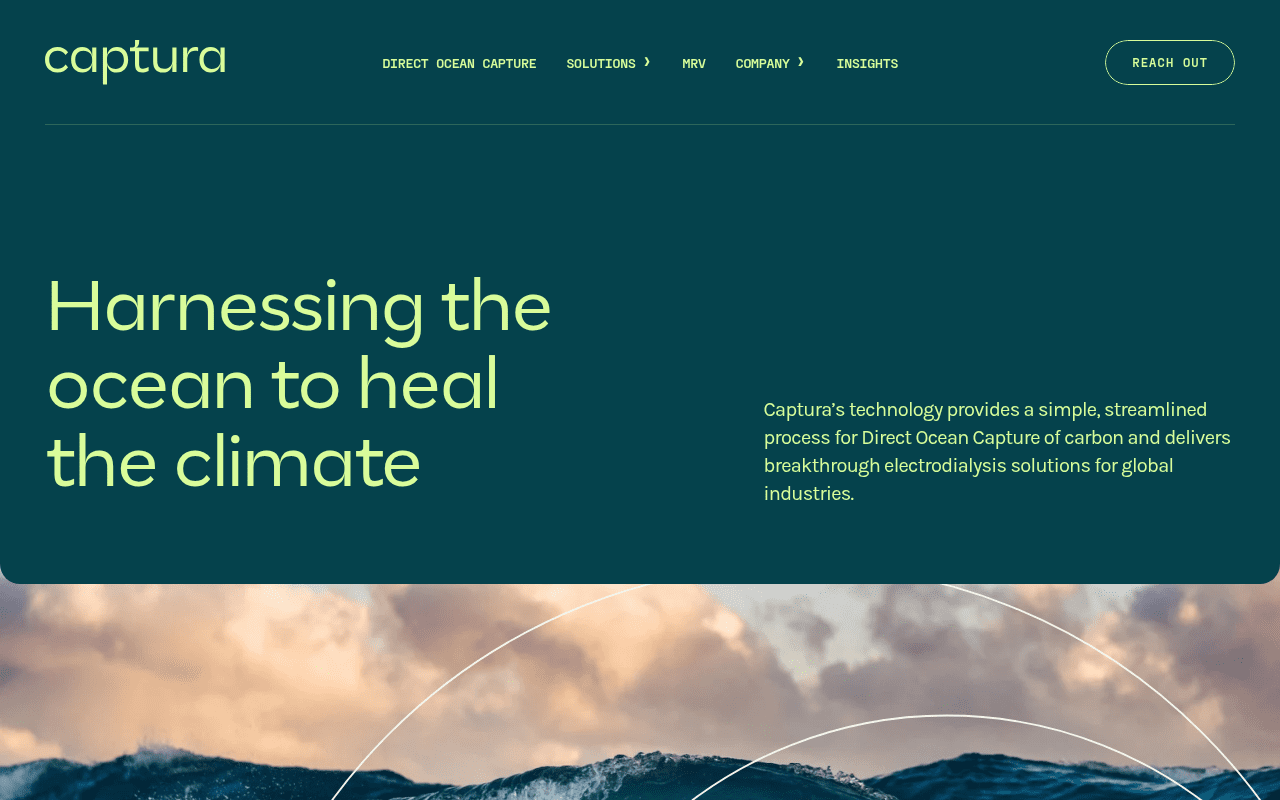 captura
DIRECT OCEAN CAPTURE
SOLUTIONS
MRV
COMPANY
INSIGHTS
REACH OUT
Harnessing the
ocean to heal
the climate
Captura’s technology provides a simple, streamlined
process for Direct Ocean Capture of carbon and delivers
breakthrough electrodialysis solutions for global
industries.